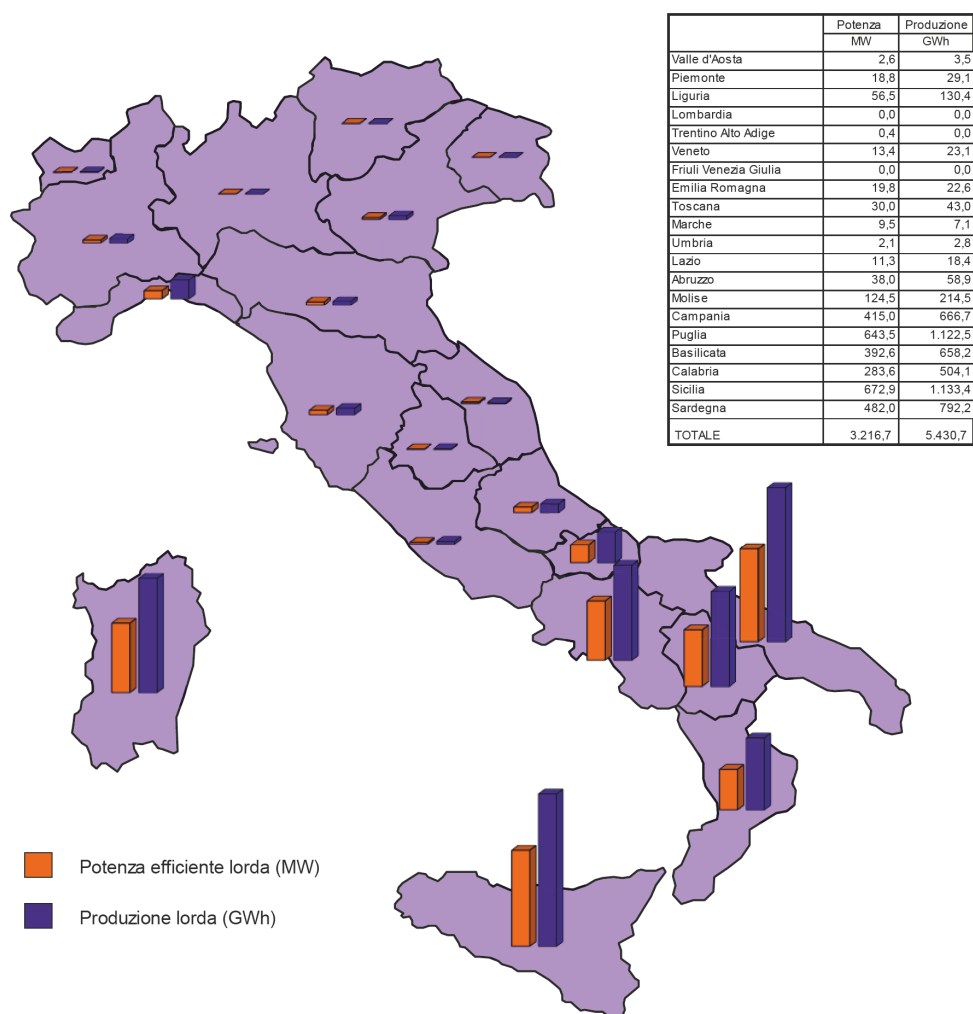 Potenza Produzione
MW GWh
Valle d'Aosta 2,6 3,5
Piemonte 18,8 29,1
Liguria 56,5 130,4
Lombardia 0,0 0,0
Trentino Alto Adige 0,4 0,0
Veneto 13,4 23,1
Friuli Venezia Giulia 0,0 0,0
Emilia Romagna 19,8 22,6
Toscana 30,0 43,0
Marche 9,5 7,1
Umbria 2,1 2,8
Lazio 11,3 18,4
Abruzzo 38,0 58,9
Molise 124,5 214,5
Campania 415,0 666,7
Puglia 643,5 1.122,5
Basilicata 392,6 658,2
Calabria 283,6 504,1
Sicilia 672,9 1.133,4
Sardegna 482,0 792,2
TOTALE 3.216,7 5.430,7
Potenza efficiente lorda (MW)
Produzione lorda (GWh)